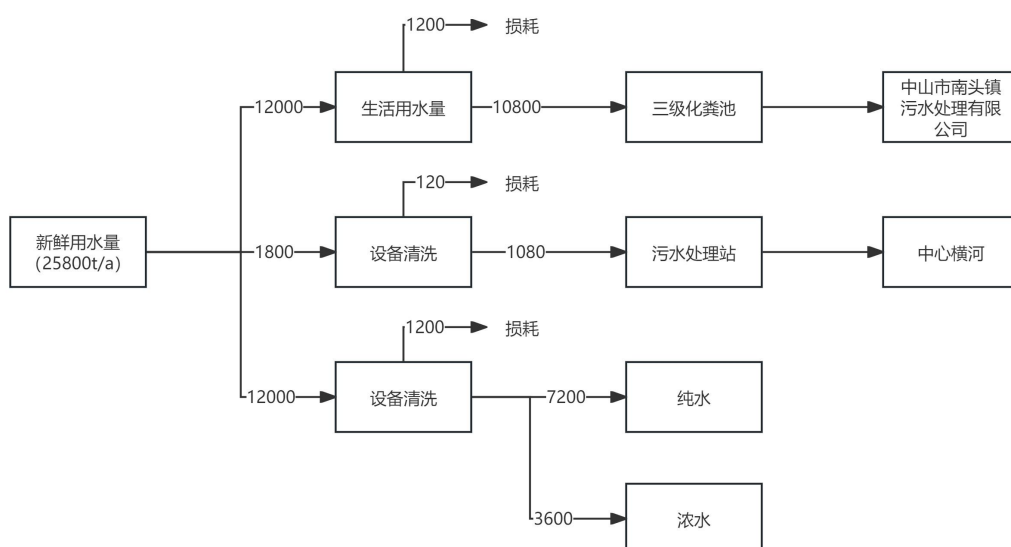 1200
损耗
12000
生活用水量
10800
三级化粪池
中山市南头镇
污水处理有限
公司
120
损耗
新鲜用水量
（25800t/a）
1800
设备清洗
1080
污水处理站
中心横河
1200
损耗
12000
设备清洗
7200
纯水
3600
浓水